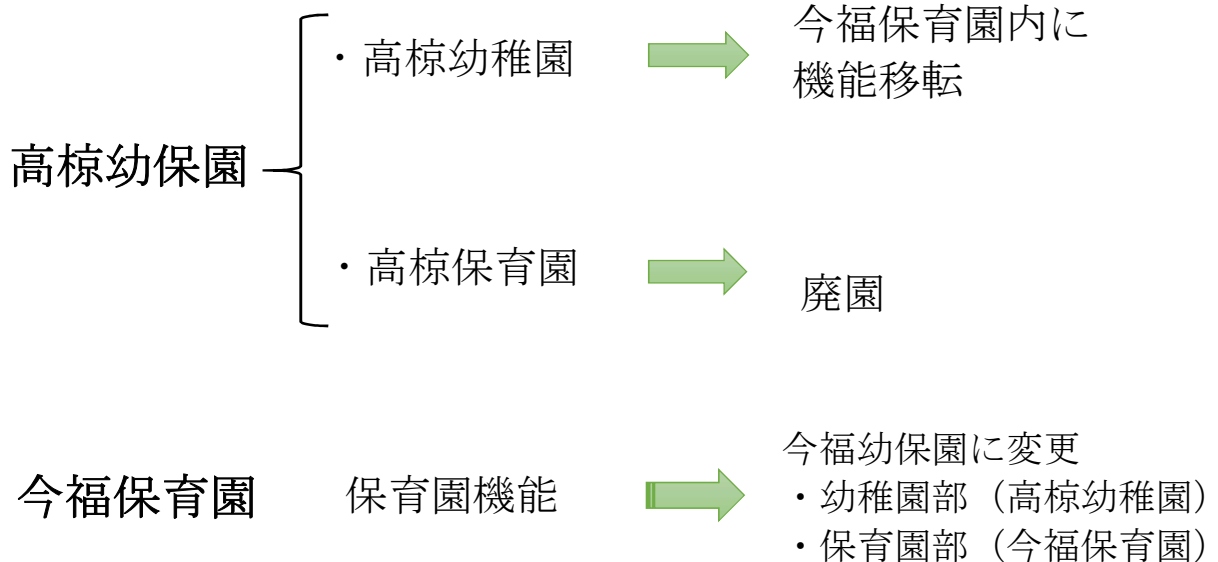 高椋幼保園
・高椋幼稚園
今福保育園内に
機能移転
・高椋保育園
廃園
今福保育園
保育園機能
今福幼保園に変更
・幼稚園部（高椋幼稚園）
・保育園部（今福保育園）